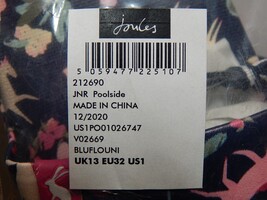 Joules
5 059477 225107
212690
JNR Poolside
MADE IN CHINA
12/2020
US1PO01026747
V02669
BLUFLOUNI
UK13 EU32 US1